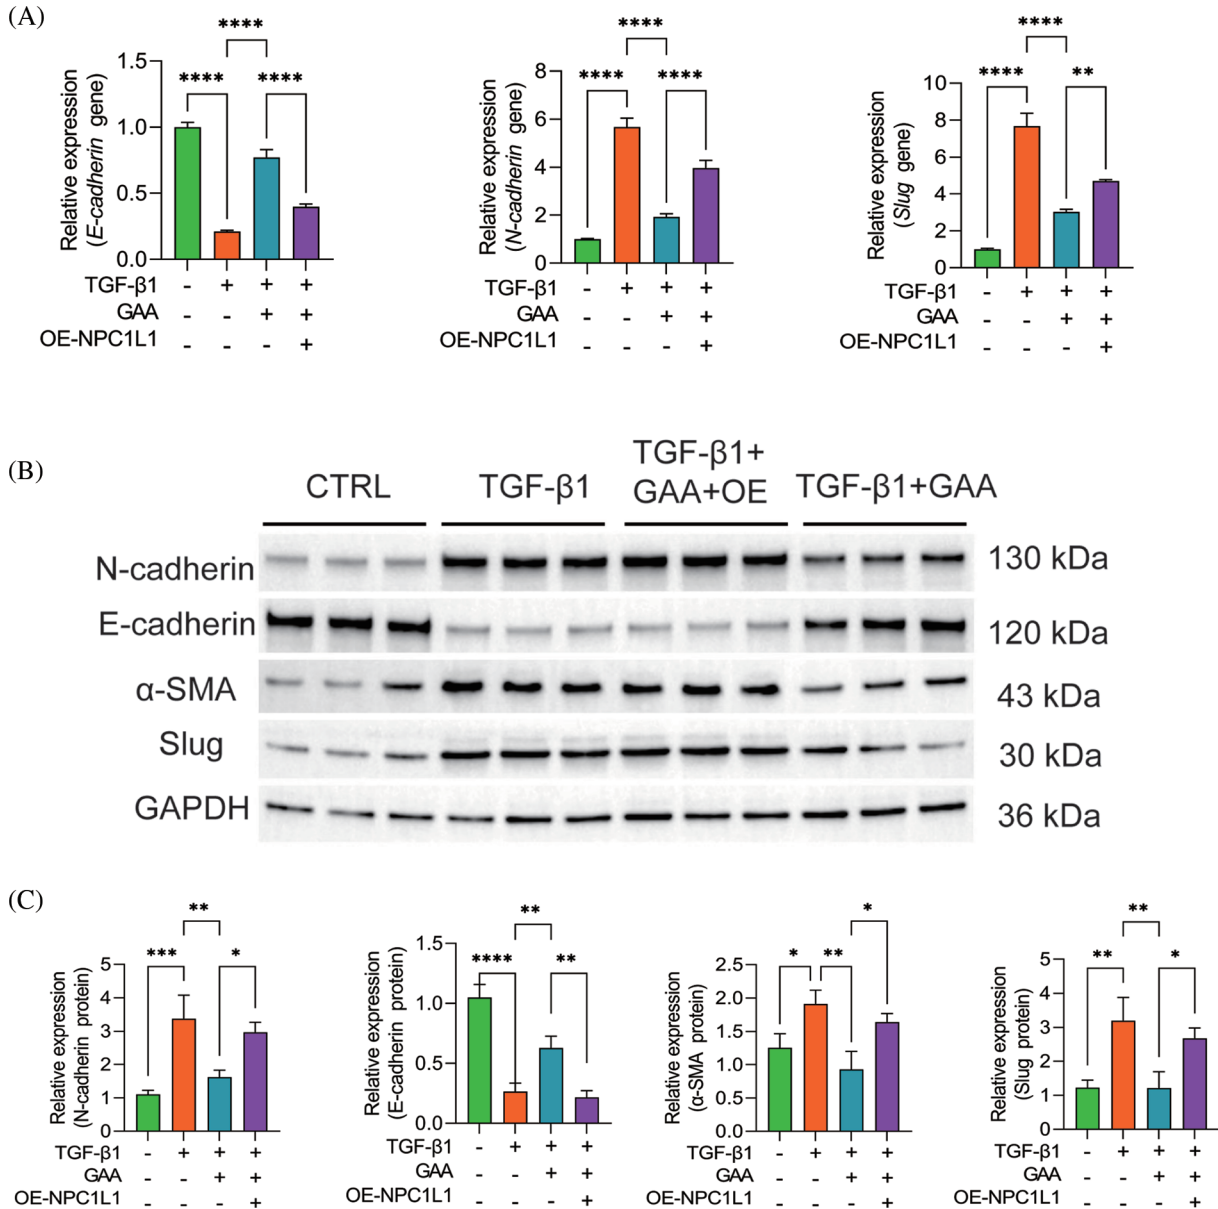 (A)
****
****
****
Relative expression
(E-cadherin gene)
1.5
1.0
0.5
0.0
TGF-β1 - + + +
GAA - - + +
OE-NPC1L1 - - - +
****
****
****
Relative expression
(N-cadherin gene)
8
6
4
2
0
TGF-β1 - + + +
GAA - - + +
OE-NPC1L1 - - - +
****
****
**
Relative expression
(Slug gene)
10
8
6
4
2
0
TGF-β1 - + + +
GAA - - + +
OE-NPC1L1 - - - +
(B)
CTRL
TGF-β1
TGF-β1+
GAA+OE
TGF-β1+GAA
N-cadherin 130 kDa
E-cadherin 120 kDa
α-SMA 43 kDa
Slug 30 kDa
GAPDH 36 kDa
(C)
**
***
*
Relative expression
(N-cadherin protein)
5
4
3
2
1
0
TGF-β1 - + + +
GAA - - + +
OE-NPC1L1 - - - +
**
****
**
Relative expression
(E-cadherin protein)
1.5
1.0
0.5
0.0
TGF-β1 - + + +
GAA - - + +
OE-NPC1L1 - - - +
*
*
**
Relative expression
(α-SMA protein)
2.5
2.0
1.5
1.0
0.5
0.0
TGF-β1 - + + +
GAA - - + +
OE-NPC1L1 - - - +
**
**
*
Relative expression
(Slug protein)
5
4
3
2
1
0
TGF-β1 - + + +
GAA - - + +
OE-NPC1L1 - - - +